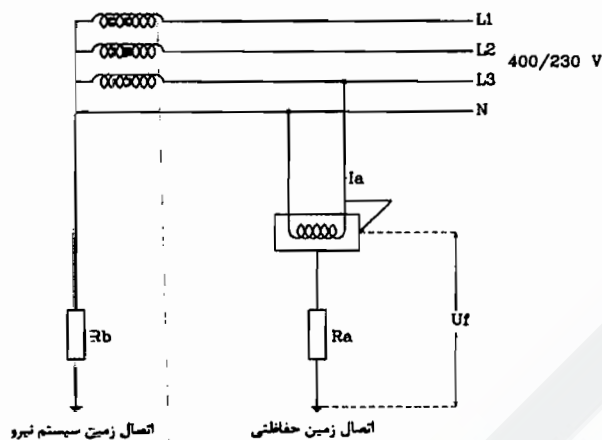 L1
L2
400/230 V
L3
N
Ia
Rb
Ra
Uf
اتصال زمین سیستم نیرو
اتصال زمین حفاظتی